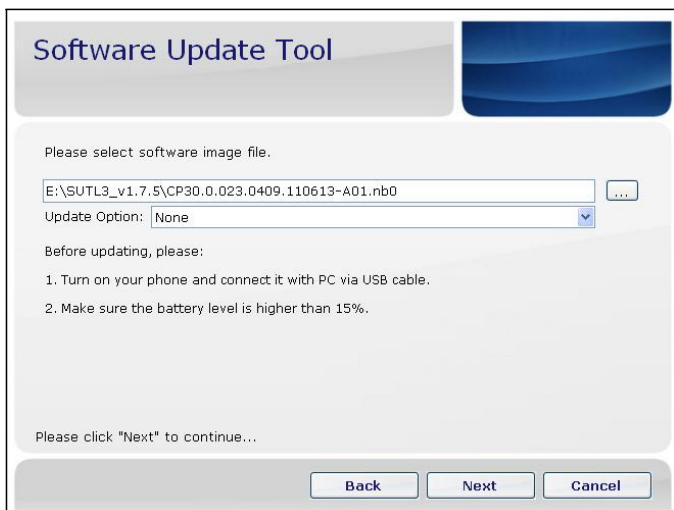 Software Update Tool
Please select software image file.
E:\SUTL3_v1.7.5\CP30.0.023.0409.110613-A01.nb0
...
Update Option: None
Before updating, please:
1. Turn on your phone and connect it with PC via USB cable.
2. Make sure the battery level is higher than 15%.
Please click "Next" to continue...
Back Next Cancel